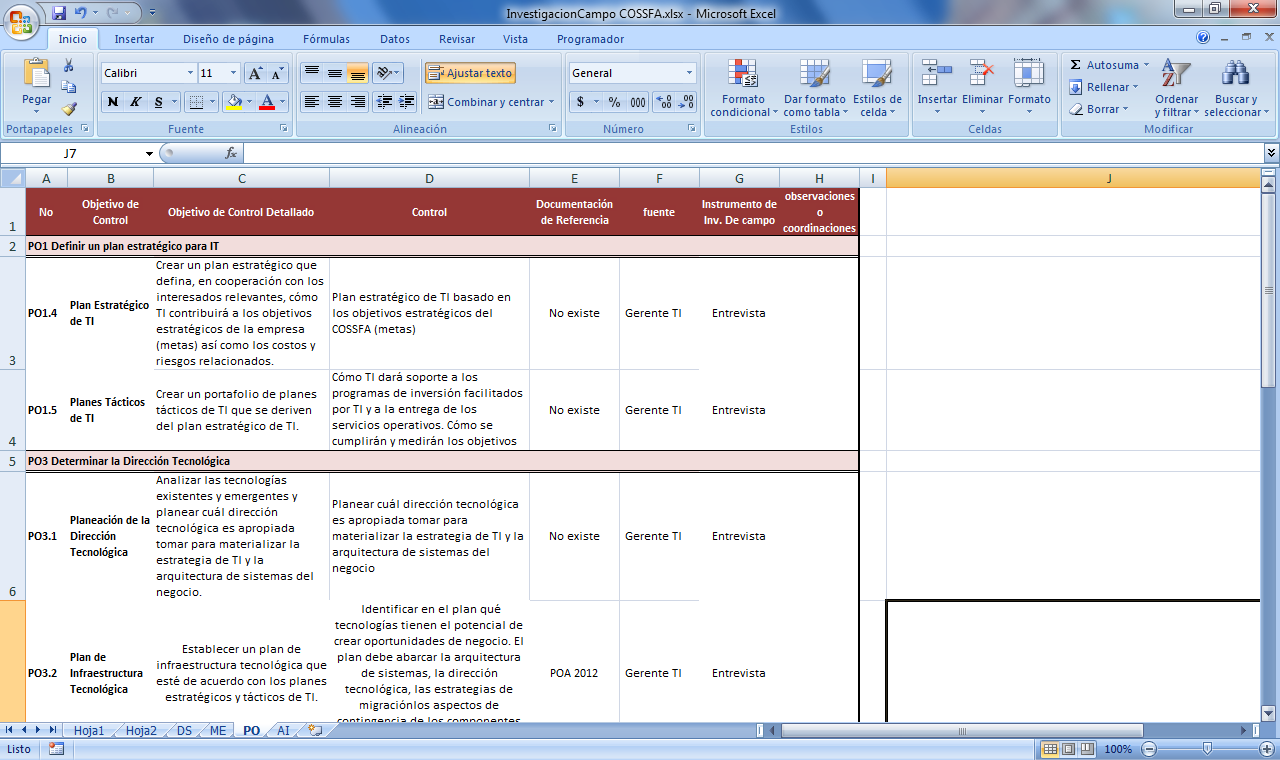 InvestigacionCampo COSSFA.xlsx - Microsoft Excel
Inicio Insertar Diseño de página Fórmulas Datos Revisar Vista Programador
Pegar
Portapapeles
Calibri 11
N K S
Fuente
Ajustar texto
Combinar y centrar
Alineación
General
$ % 000
Número
Formato
condicional
Dar formato
como tabla
Estilos de
celda
Estilos
Insertar Eliminar Formato
Celdas
Σ Autosuma
Rellenar
Borrar
Ordenar
y filtrar
Buscar y
seleccionar
Modificar
J7
fx
A B C D E F G H I J
1
No
Objetivo de
Control
Objetivo de Control Detallado
Control
Documentación
de Referencia
fuente
Instrumento de
Inv. De campo
observaciones
o
coordinaciones
2
PO1 Definir un plan estratégico para IT
3
PO1.4
Plan Estratégico
de TI
Crear un plan estratégico que
defina, en cooperación con los
interesados relevantes, cómo
TI contribuirá a los objetivos
estratégicos de la empresa
(metas) así como los costos y
riesgos relacionados.
Plan estratégico de TI basado en
los objetivos estratégicos del
COSSFA (metas)
No existe
Gerente TI
Entrevista
4
PO1.5
Planes Tácticos
de TI
Crear un portafolio de planes
tácticos de TI que se deriven
del plan estratégico de TI.
Cómo TI dará soporte a los
programas de inversión facilitados
por TI y a la entrega de los
servicios operativos. Cómo se
cumplirán y medirán los objetivos
No existe
Gerente TI
Entrevista
5
PO3 Determinar la Dirección Tecnológica
6
PO3.1
Planeación de la
Dirección
Tecnológica
Analizar las tecnologías
existentes y emergentes y
planear cuál dirección
tecnológica es apropiada
tomar para materializar la
estrategia de TI y la
arquitectura de sistemas del
negocio.
Planear cuál dirección tecnológica
es apropiada tomar para
materializar la estrategia de TI y la
arquitectura de sistemas del
negocio
No existe
Gerente TI
Entrevista
PO3.2
Plan de
Infraestructura
Tecnológica
Establecer un plan de
infraestructura tecnológica que
esté de acuerdo con los planes
estratégicos y tácticos de TI.
Identificar en el plan qué
tecnologías tienen el potencial de
crear oportunidades de negocio. El
plan debe abarcar la arquitectura
de sistemas, la dirección
tecnológica, las estrategias de
migraciónlos aspectos de
contingencia de los componentes
POA 2012
Gerente TI
Entrevista
Hoja1 Hoja2 DS ME PO AI
Listo
100%